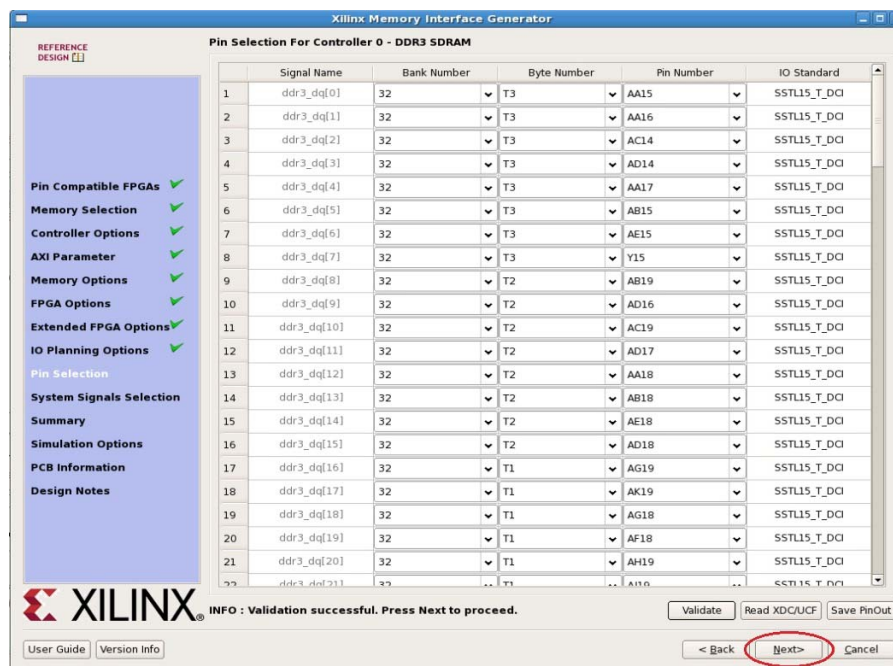 Xilinx Memory Interface Generator
REFERENCE
DESIGN
Pin Compatible FPGAs
Memory Selection
Controller Options
AXI Parameter
Memory Options
FPGA Options
Extended FPGA Options
IO Planning Options
Pin Selection
System Signals Selection
Summary
Simulation Options
PCB Information
Design Notes
XILINX®
Pin Selection For Controller 0 - DDR3 SDRAM
Signal Name Bank Number Byte Number Pin Number IO Standard
1 ddr3_dq[0] 32 T3 AA15 SSTL15_T_DCI
2 ddr3_dq[1] 32 T3 AA16 SSTL15_T_DCI
3 ddr3_dq[2] 32 T3 AC14 SSTL15_T_DCI
4 ddr3_dq[3] 32 T3 AD14 SSTL15_T_DCI
5 ddr3_dq[4] 32 T3 AA17 SSTL15_T_DCI
6 ddr3_dq[5] 32 T3 AB15 SSTL15_T_DCI
7 ddr3_dq[6] 32 T3 AE15 SSTL15_T_DCI
8 ddr3_dq[7] 32 T3 Y15 SSTL15_T_DCI
9 ddr3_dq[8] 32 T2 AB19 SSTL15_T_DCI
10 ddr3_dq[9] 32 T2 AD16 SSTL15_T_DCI
11 ddr3_dq[10] 32 T2 AC19 SSTL15_T_DCI
12 ddr3_dq[11] 32 T2 AD17 SSTL15_T_DCI
13 ddr3_dq[12] 32 T2 AA18 SSTL15_T_DCI
14 ddr3_dq[13] 32 T2 AB18 SSTL15_T_DCI
15 ddr3_dq[14] 32 T2 AE18 SSTL15_T_DCI
16 ddr3_dq[15] 32 T2 AD18 SSTL15_T_DCI
17 ddr3_dq[16] 32 T1 AG19 SSTL15_T_DCI
18 ddr3_dq[17] 32 T1 AK19 SSTL15_T_DCI
19 ddr3_dq[18] 32 T1 AG18 SSTL15_T_DCI
20 ddr3_dq[19] 32 T1 AF18 SSTL15_T_DCI
21 ddr3_dq[20] 32 T1 AH19 SSTL15_T_DCI
22 ddr3_dq[21] 32 T1 AJ19 SSTL15_T_DCI
INFO : Validation successful. Press Next to proceed.
Validate Read XDC/UCF Save PinOut
User Guide Version Info < Back Next> Cancel